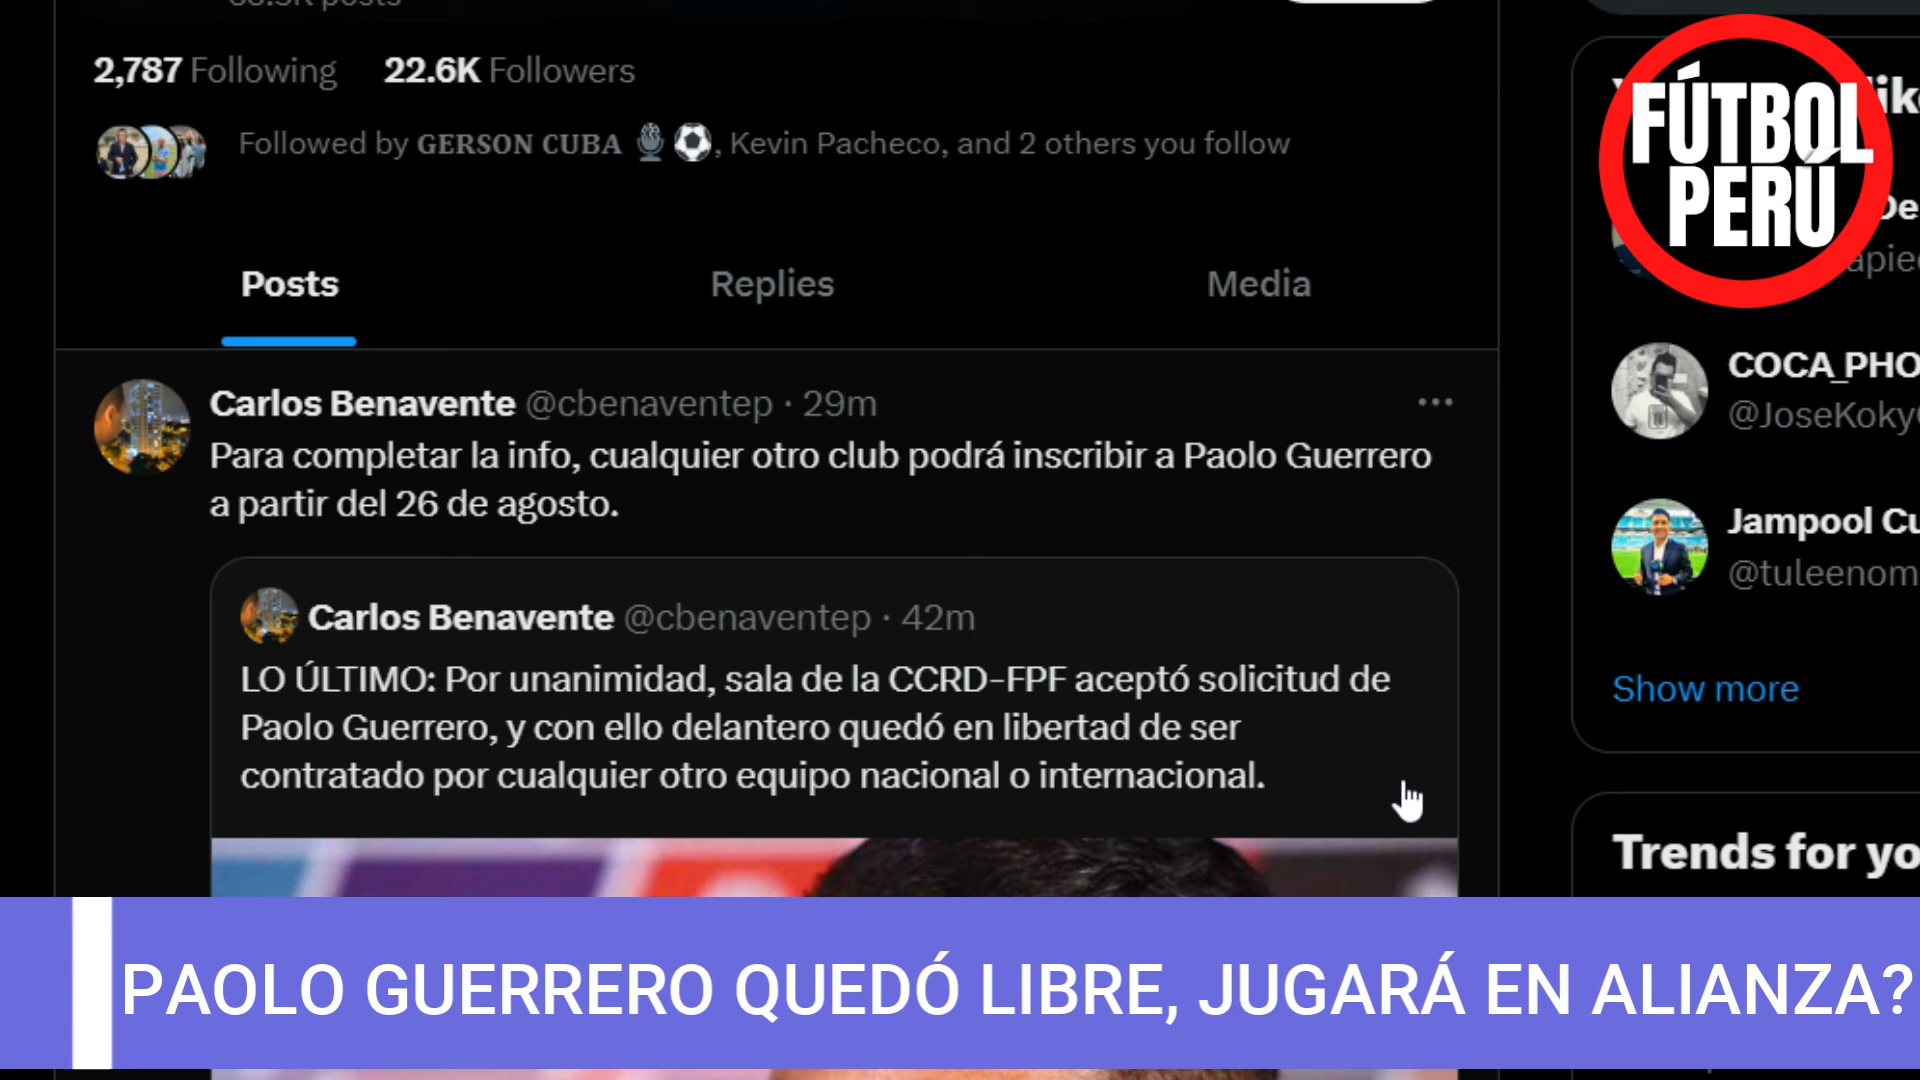 2,787 Following 22.6K Followers
Followed by GERSON CUBA 🎙️⚽, Kevin Pacheco, and 2 others you follow
Posts Replies Media
Carlos Benavente @cbenaventep · 29m
Para completar la info, cualquier otro club podrá inscribir a Paolo Guerrero
a partir del 26 de agosto.
Carlos Benavente @cbenaventep · 42m
LO ÚLTIMO: Por unanimidad, sala de la CCRD-FPF aceptó solicitud de
Paolo Guerrero, y con ello delantero quedó en libertad de ser
contratado por cualquier otro equipo nacional o internacional.
FÚTBOL
PERÚ
COCA_PHO
@JoseKoky
Jampool Cu
@tuleenom
Show more
Trends for yo
PAOLO GUERRERO QUEDÓ LIBRE, JUGARÁ EN ALIANZA?